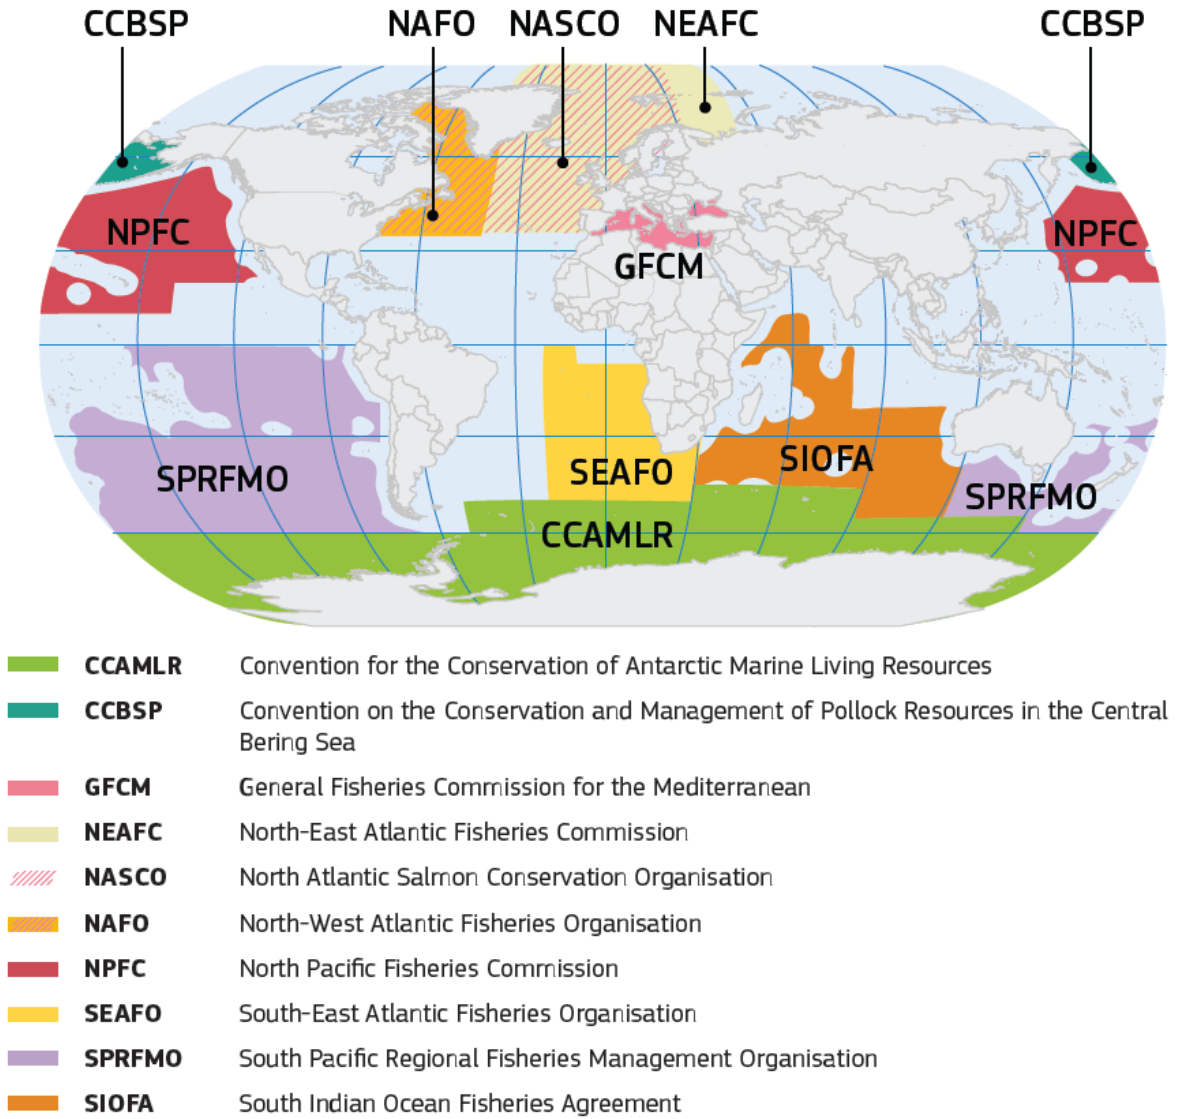 CCBSP NAFO NASCO NEAFC CCBSP
NPFC NPFC
GFCM
SPRFMO SEAFO SIOFA SPRFMO
CCAMLR
CCAMLR Convention for the Conservation of Antarctic Marine Living Resources
CCBSP Convention on the Conservation and Management of Pollock Resources in the Central
Bering Sea
GFCM General Fisheries Commission for the Mediterranean
NEAFC North-East Atlantic Fisheries Commission
NASCO North Atlantic Salmon Conservation Organisation
NAFO North-West Atlantic Fisheries Organisation
NPFC North Pacific Fisheries Commission
SEAFO South-East Atlantic Fisheries Organisation
SPRFMO South Pacific Regional Fisheries Management Organisation
SIOFA South Indian Ocean Fisheries Agreement